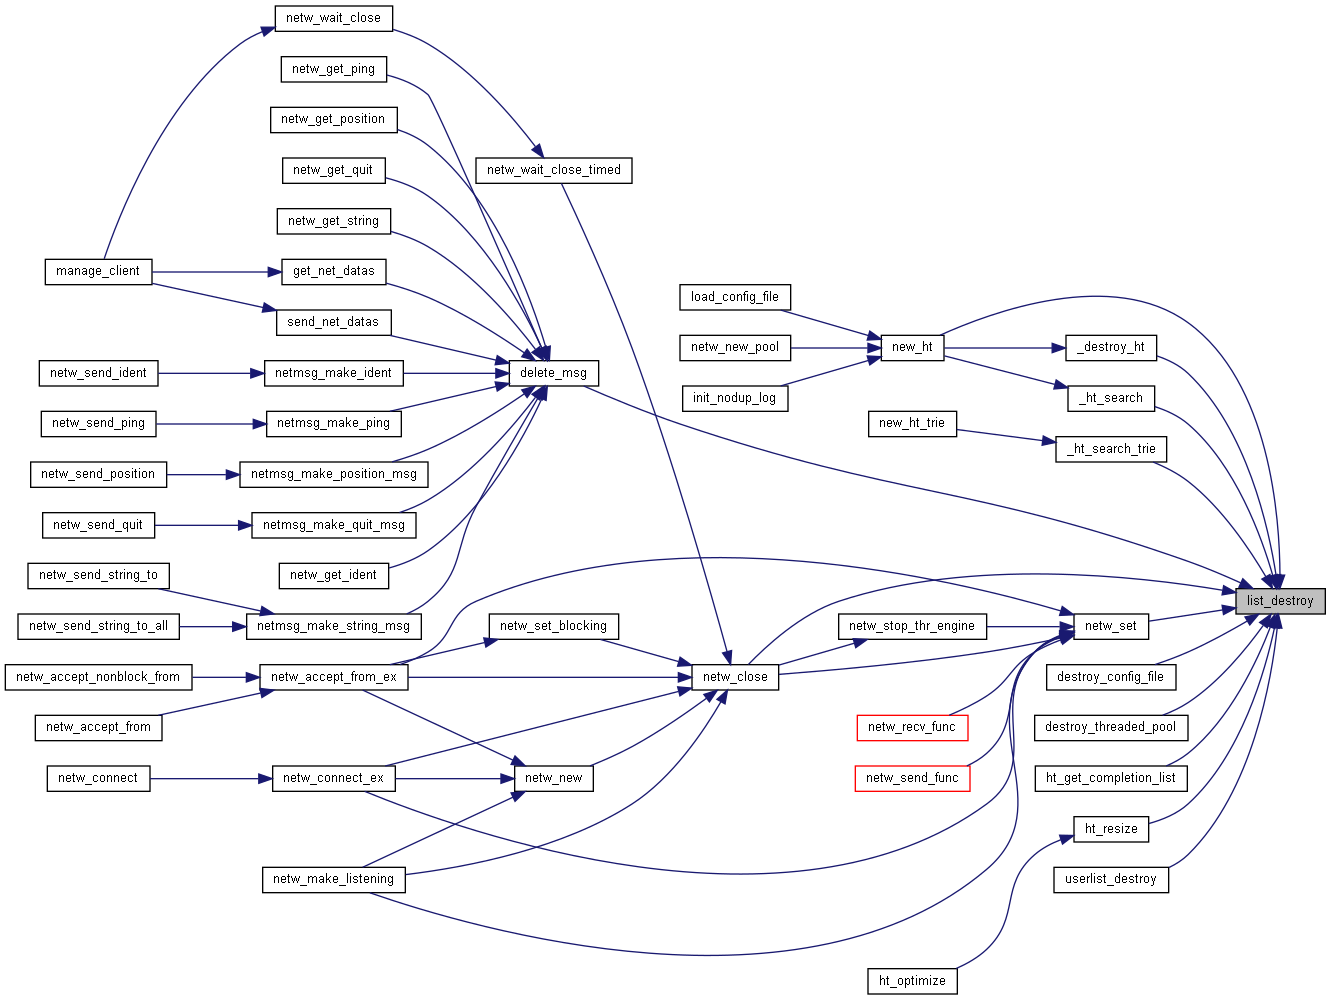 netw_wait_close
netw_get_ping
netw_get_position
netw_get_quit
netw_wait_close_timed
netw_get_string
manage_client
get_net_datas
send_net_datas
load_config_file
netw_new_pool
new_ht
_destroy_ht
init_nodup_log
_ht_search
netw_send_ident
netmsg_make_ident
delete_msg
netw_send_ping
netmsg_make_ping
new_ht_trie
_ht_search_trie
netw_send_position
netmsg_make_position_msg
netw_send_quit
netmsg_make_quit_msg
netw_get_ident
netw_send_string_to
list_destroy
netw_send_string_to_all
netmsg_make_string_msg
netw_set_blocking
netw_stop_thr_engine
netw_set
netw_accept_nonblock_from
netw_accept_from_ex
netw_close
destroy_config_file
netw_accept_from
netw_recv_func
destroy_threaded_pool
netw_connect
netw_connect_ex
netw_new
netw_send_func
ht_get_completion_list
ht_resize
netw_make_listening
userlist_destroy
ht_optimize